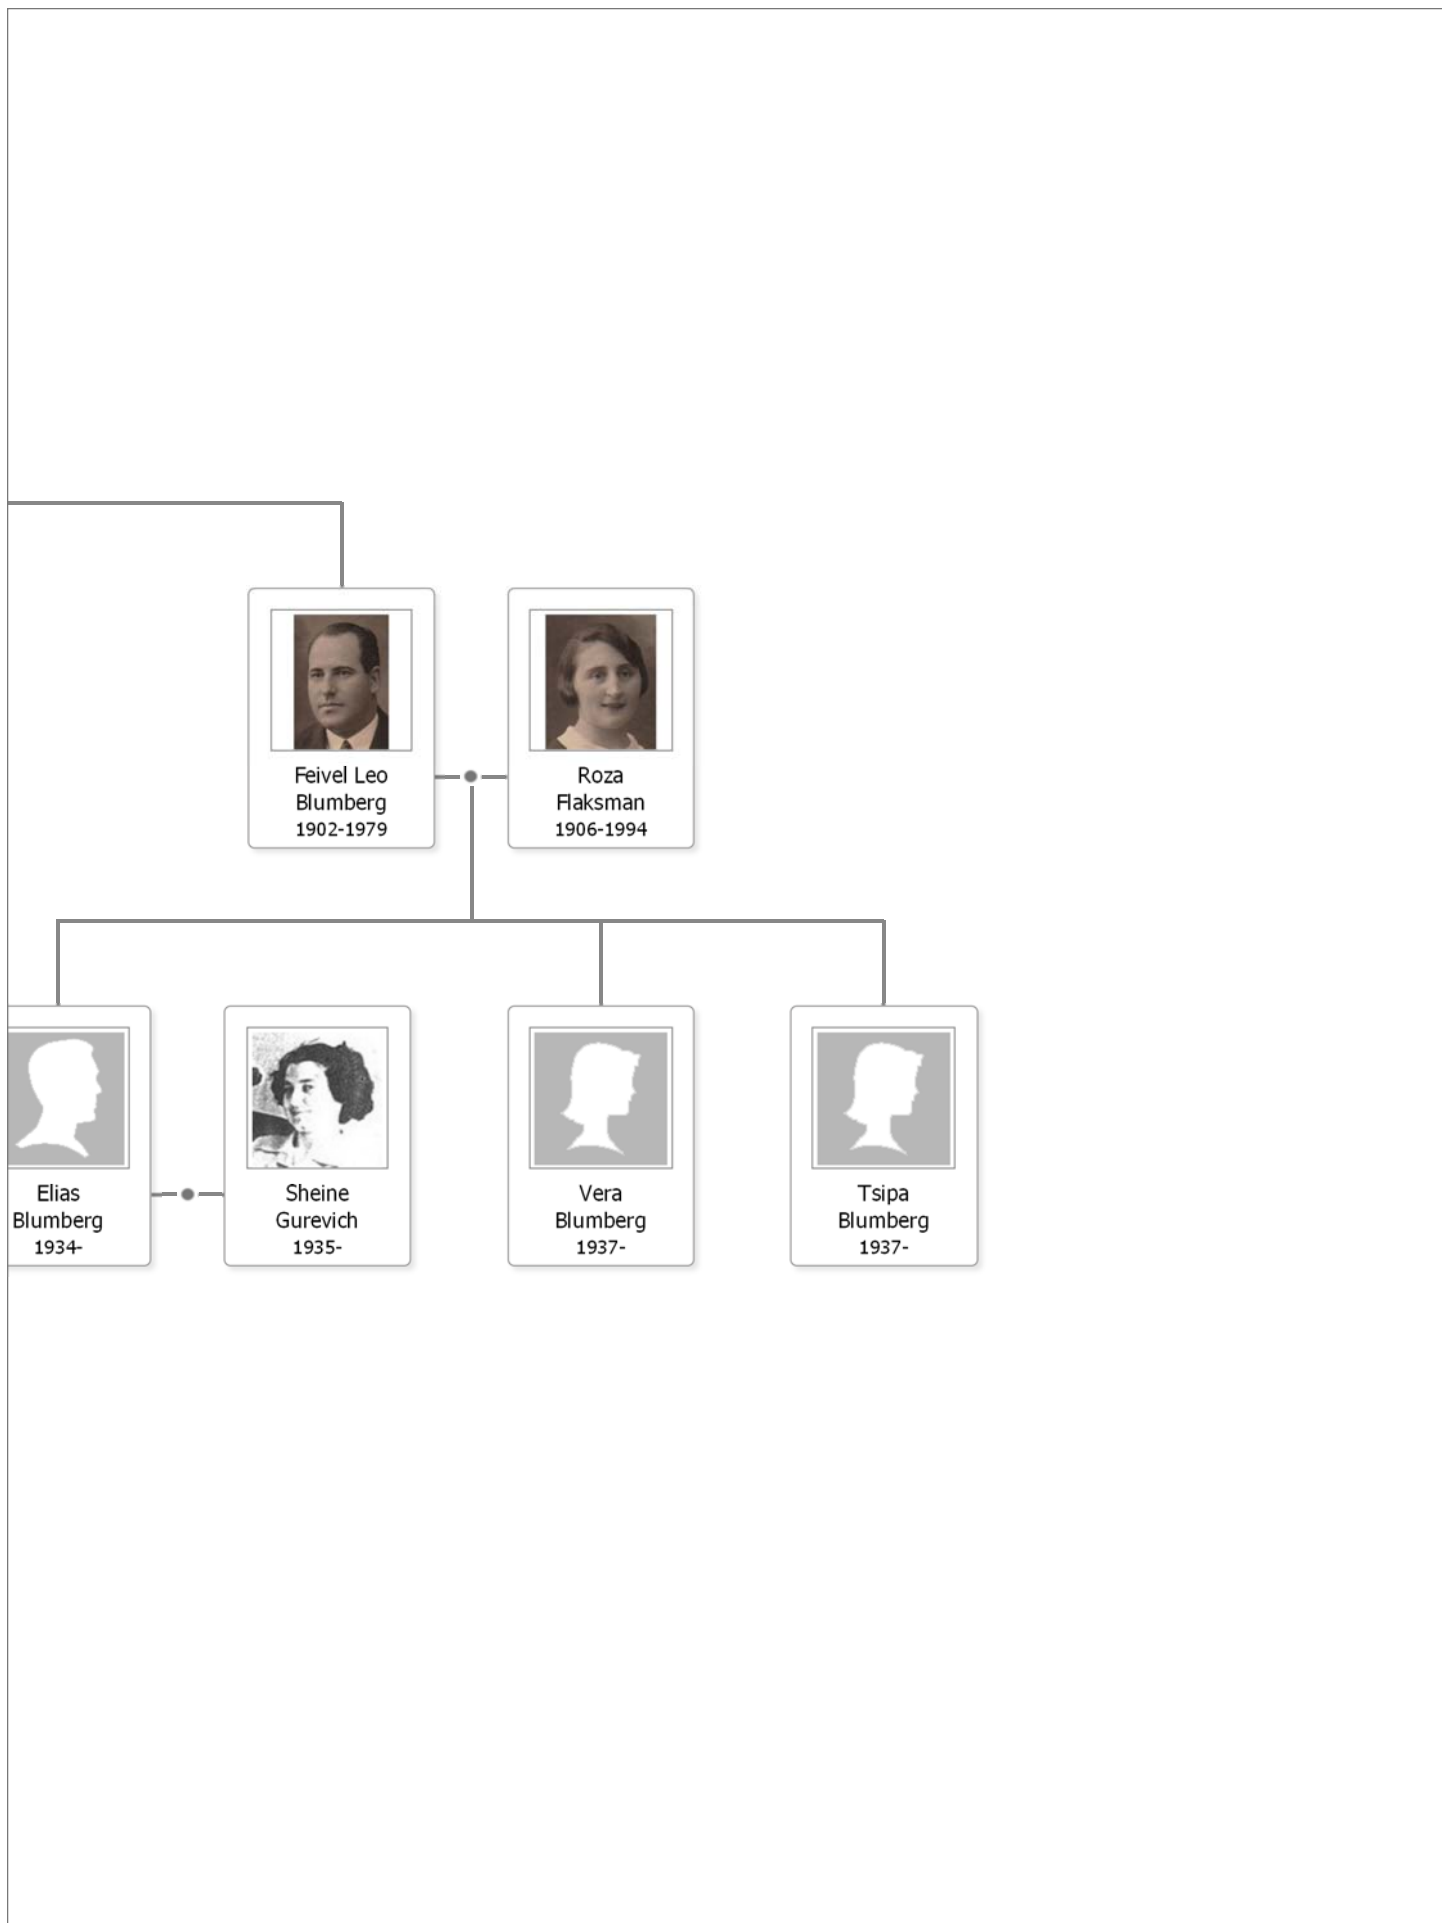 Feivel Leo
Blumberg
1902-1979
Roza
Flaksman
1906-1994
Elias
Blumberg
1934-
Sheine
Gurevich
1935-
Vera
Blumberg
1937-
Tsipa
Blumberg
1937-